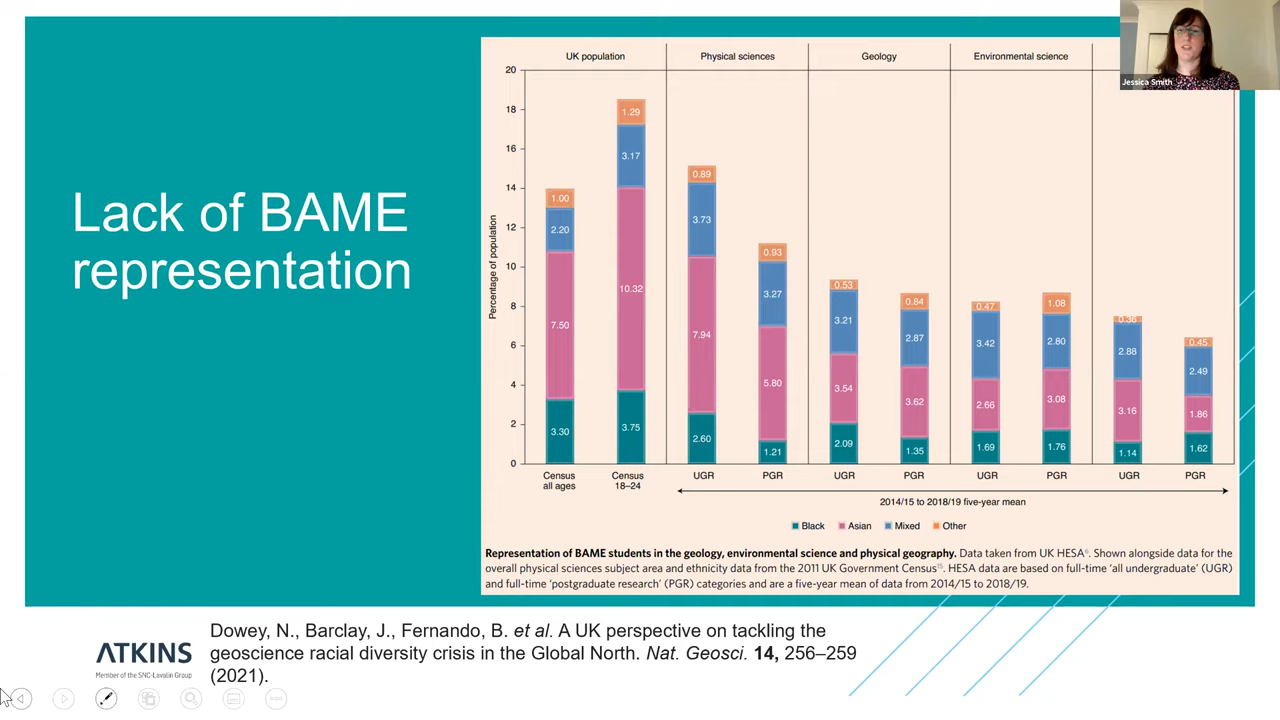 Lack of BAME
representation
UK population
Physical sciences
Geology
Environmental science
Jessica Smith
Percentage of population
20
18
16
14
12
10
8
6
4
2
0
1.00
2.20
7.50
3.30
1.29
3.17
10.32
3.75
0.89
3.73
7.94
2.60
0.93
3.27
5.80
1.21
0.53
3.21
3.54
2.09
0.84
2.87
3.62
1.35
0.47
3.42
2.66
1.69
1.08
2.80
3.08
1.76
0.36
2.88
3.16
1.14
0.45
2.49
1.86
1.62
Census
all ages
Census
18–24
UGR
PGR
UGR
PGR
UGR
PGR
UGR
PGR
2014/15 to 2018/19 five-year mean
Black Asian Mixed Other
Representation of BAME students in the geology, environmental science and physical geography. Data taken from UK HESA⁶. Shown alongside data for the
overall physical sciences subject area and ethnicity data from the 2011 UK Government Census¹⁵. HESA data are based on full-time ‘all undergraduate’ (UGR)
and full-time ‘postgraduate research’ (PGR) categories and are a five-year mean of data from 2014/15 to 2018/19.
ATKINS
Member of the SNC-Lavalin Group
Dowey, N., Barclay, J., Fernando, B. et al. A UK perspective on tackling the
geoscience racial diversity crisis in the Global North. Nat. Geosci. 14, 256–259
(2021).